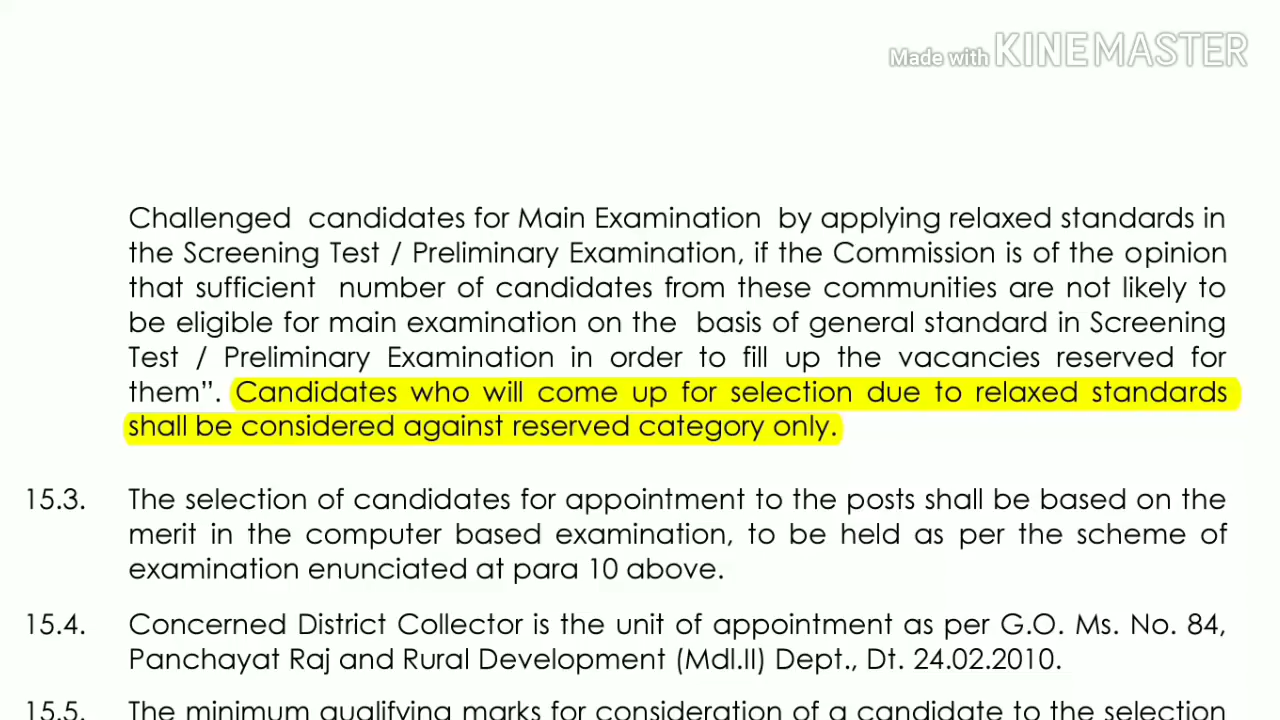 Made with KINEMASTER
Challenged candidates for Main Examination by applying relaxed standards in
the Screening Test / Preliminary Examination, if the Commission is of the opinion
that sufficient number of candidates from these communities are not likely to
be eligible for main examination on the basis of general standard in Screening
Test / Preliminary Examination in order to fill up the vacancies reserved for
them”. Candidates who will come up for selection due to relaxed standards
shall be considered against reserved category only.
15.3. The selection of candidates for appointment to the posts shall be based on the
merit in the computer based examination, to be held as per the scheme of
examination enunciated at para 10 above.
15.4. Concerned District Collector is the unit of appointment as per G.O. Ms. No. 84,
Panchayat Raj and Rural Development (Mdl.II) Dept., Dt. 24.02.2010.
15.5. The minimum qualifying marks for consideration of a candidate to the selection